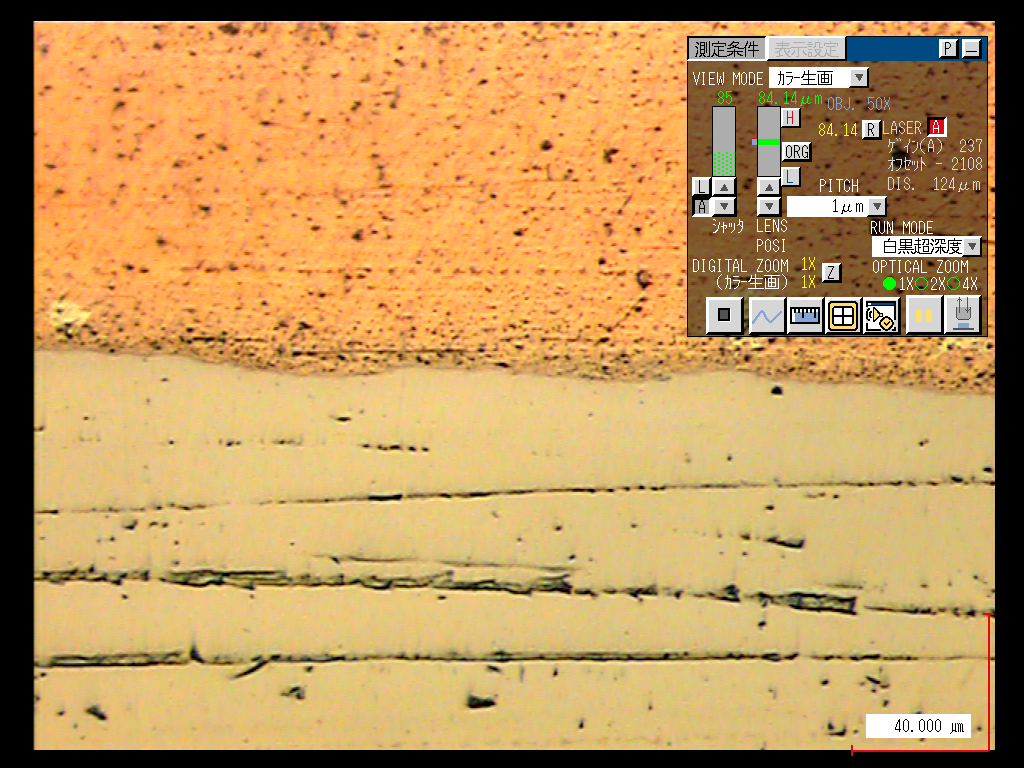 測定条件 表示設定 P
VIEW MODE カラー生画
85 84.14μm OBJ. 50X
H 84.14 R LASER A
ゲイン(A) 237
ORG オフセット - 2108
L DIS. 124μm
L PITCH
A 1μm
シャッタ LENS POSI RUN MODE
白黒超深度
DIGITAL ZOOM 1X Z OPTICAL ZOOM
(カラー生画) 1X 1X 2X 4X
40.000 μm